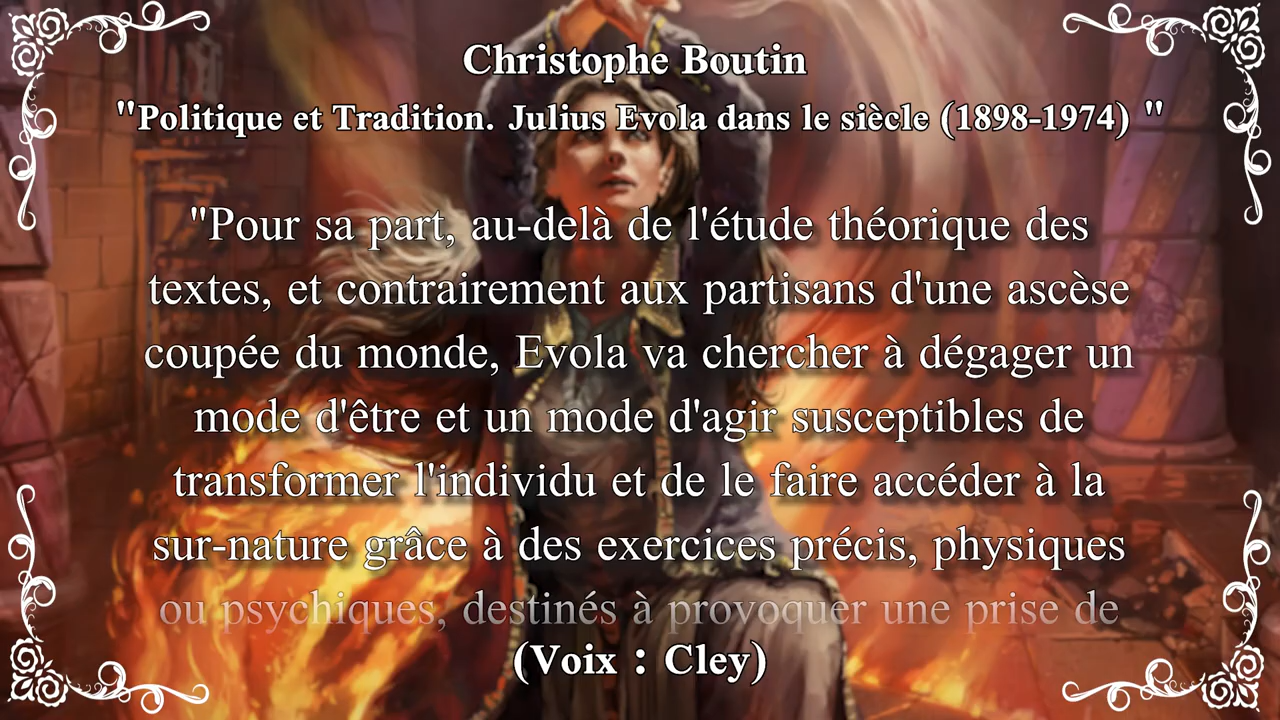 Christophe Boutin
"Politique et Tradition. Julius Evola dans le siècle (1898-1974) "
"Pour sa part, au-delà de l'étude théorique des
textes, et contrairement aux partisans d'une ascèse
coupée du monde, Evola va chercher à dégager un
mode d'être et un mode d'agir susceptibles de
transformer l'individu et de le faire accéder à la
sur-nature grâce à des exercices précis, physiques
ou psychiques, destinés à provoquer une prise de
(Voix : Cley)